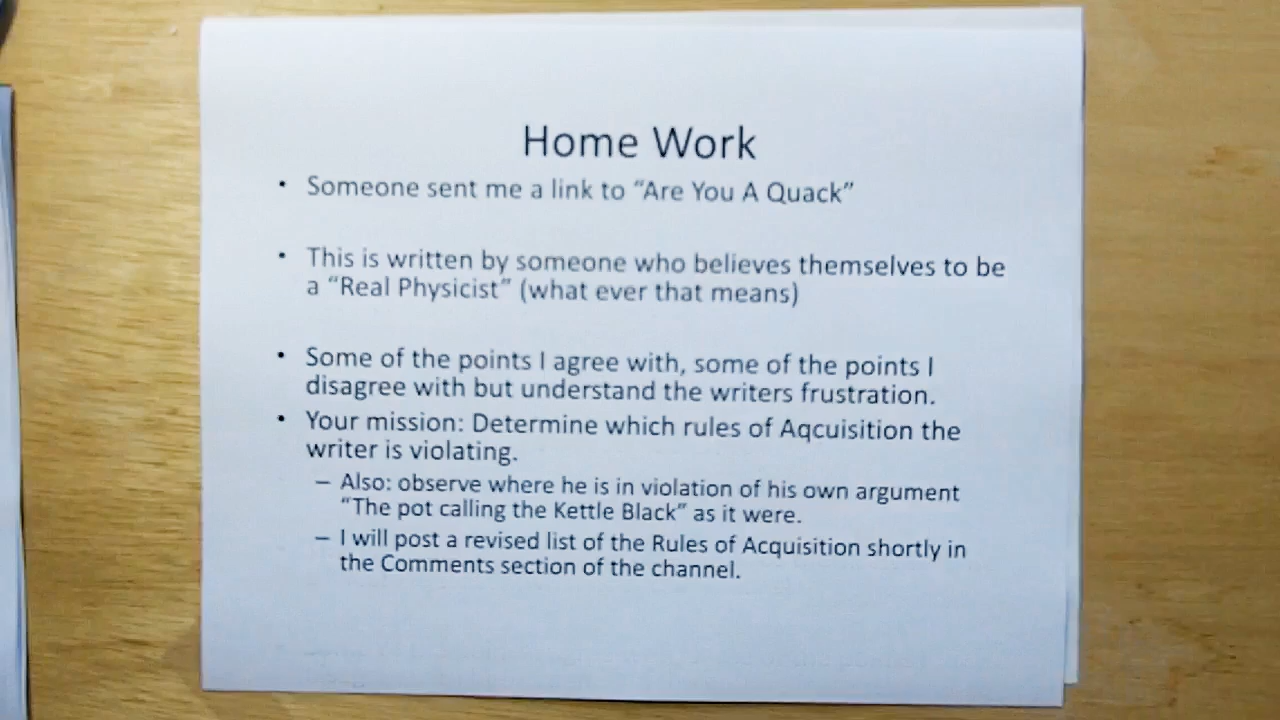 Home Work
• Someone sent me a link to “Are You A Quack”
• This is written by someone who believes themselves to be
a “Real Physicist” (what ever that means)
• Some of the points I agree with, some of the points I
disagree with but understand the writers frustration.
• Your mission: Determine which rules of Aqcuisition the
writer is violating.
– Also: observe where he is in violation of his own argument
“The pot calling the Kettle Black” as it were.
– I will post a revised list of the Rules of Acquisition shortly in
the Comments section of the channel.